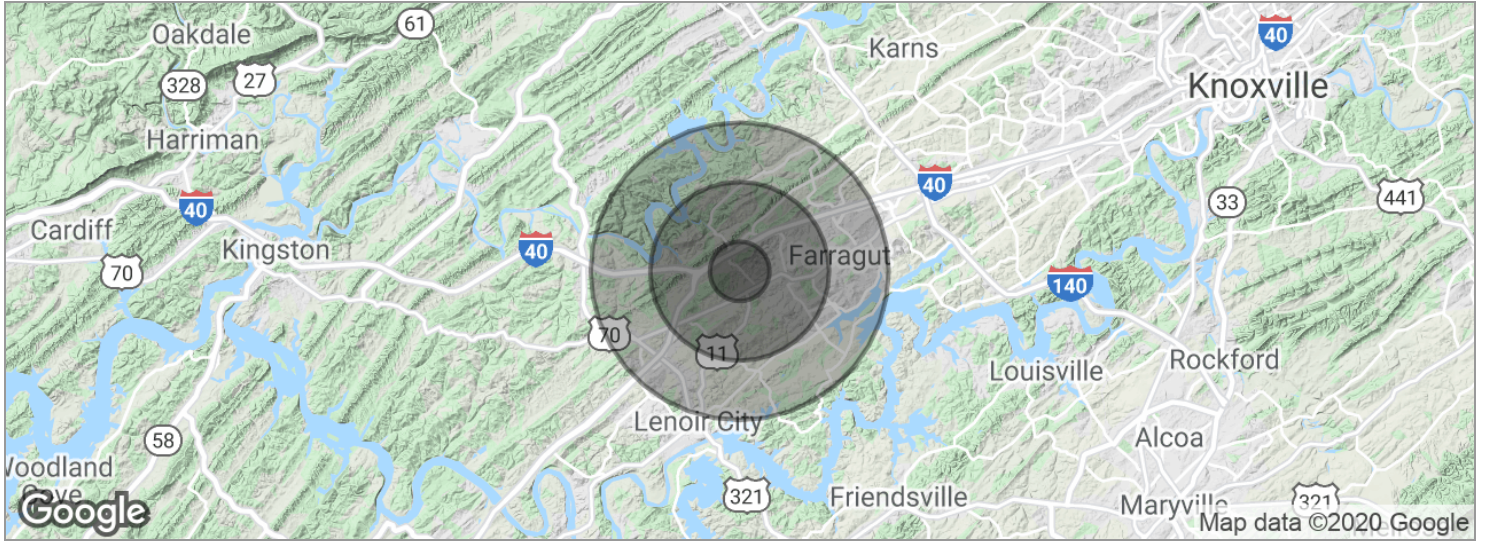 61
Oakdale
40
Karns
328
27
Knoxville
Harriman
40
40
441
33
Cardiff
Kingston
40
Farragut
70
140
70
11
Rockford
Louisville
Lenoir City
58
Alcoa
Woodland
Cove
321
Friendsville
Maryville
321
Google
Map data ©2020 Google